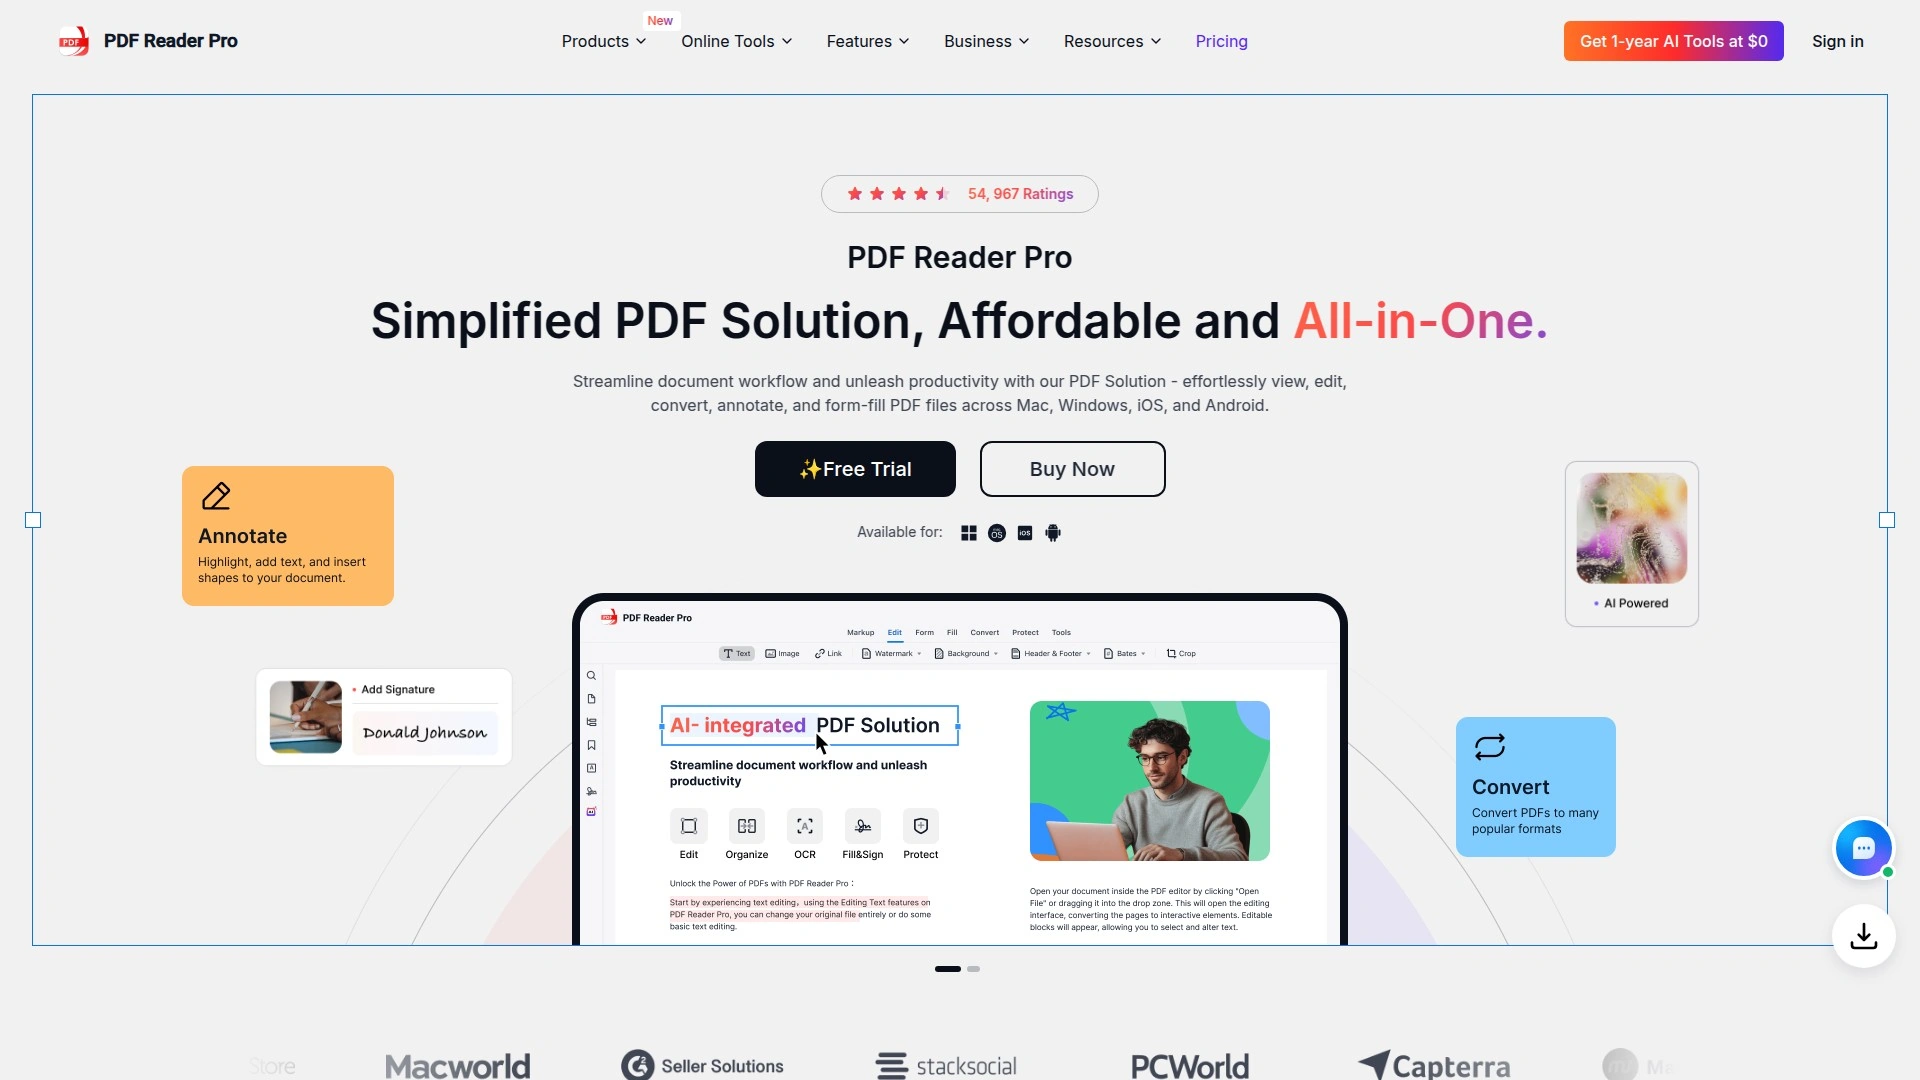 PDF Reader Pro
New
Products
Online Tools
Features
Business
Resources
Pricing
Get 1-year AI Tools at $0
Sign in
54, 967 Ratings
PDF Reader Pro
Simplified PDF Solution, Affordable and All-in-One.
Streamline document workflow and unleash productivity with our PDF Solution - effortlessly view, edit,
convert, annotate, and form-fill PDF files across Mac, Windows, iOS, and Android.
✨Free Trial
Buy Now
Available for:
Annotate
Highlight, add text, and insert
shapes to your document.
AI Powered
Add Signature
Donald Johnson
Convert
Convert PDFs to many
popular formats
PDF Reader Pro
Markup Edit Form Fill Convert Protect Tools
Text Image Link Watermark Background Header & Footer Bates Crop
AI- integrated PDF Solution
Streamline document workflow and unleash
productivity
Edit Organize OCR Fill&Sign Protect
Unlock the Power of PDFs with PDF Reader Pro：
Start by experiencing text editing，using the Editing Text features on
PDF Reader Pro, you can change your original file entirely or do some
basic text editing.
Open your document inside the PDF editor by clicking "Open
File" or dragging it into the drop zone. This will open the editing
interface, converting the pages to interactive elements. Editable
blocks will appear, allowing you to select and alter text.
Store
Macworld
Seller Solutions
stacksocial
PCWorld
Capterra